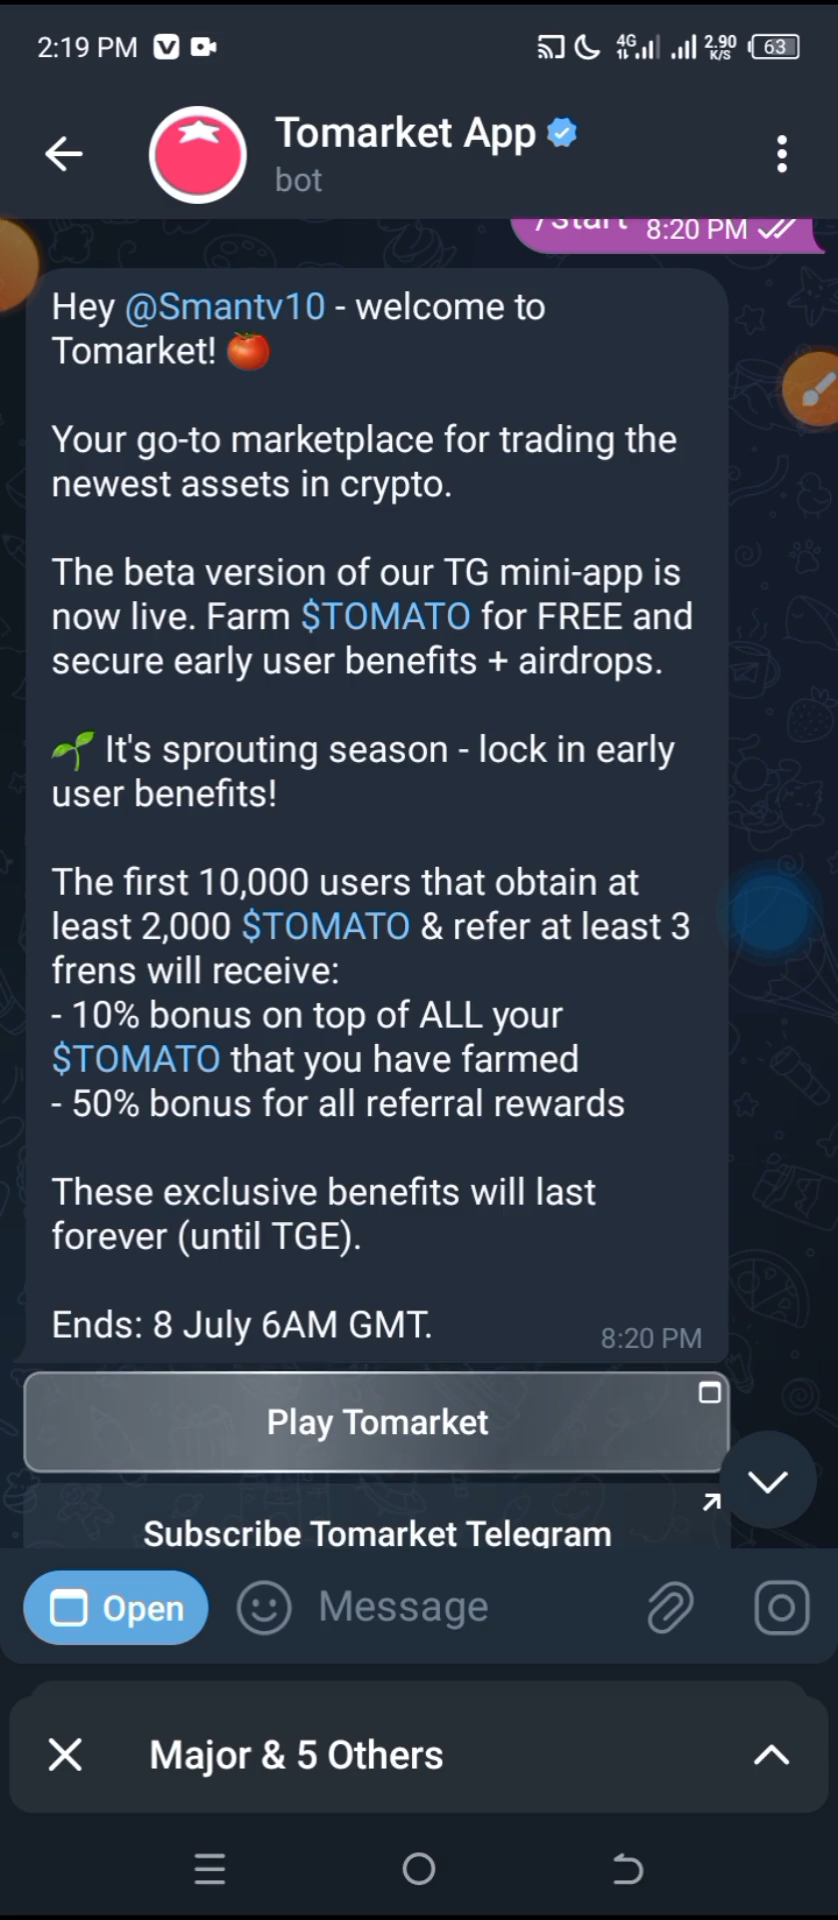 2:19 PM
4G
2.90
K/S
63
Tomarket App
bot
/start 8:20 PM
Hey @Smantv10 - welcome to
Tomarket! 🍅
Your go-to marketplace for trading the
newest assets in crypto.
The beta version of our TG mini-app is
now live. Farm $TOMATO for FREE and
secure early user benefits + airdrops.
🌱 It's sprouting season - lock in early
user benefits!
The first 10,000 users that obtain at
least 2,000 $TOMATO & refer at least 3
frens will receive:
- 10% bonus on top of ALL your
$TOMATO that you have farmed
- 50% bonus for all referral rewards
These exclusive benefits will last
forever (until TGE).
Ends: 8 July 6AM GMT.
8:20 PM
Play Tomarket
Subscribe Tomarket Telegram
Open
Message
Major & 5 Others